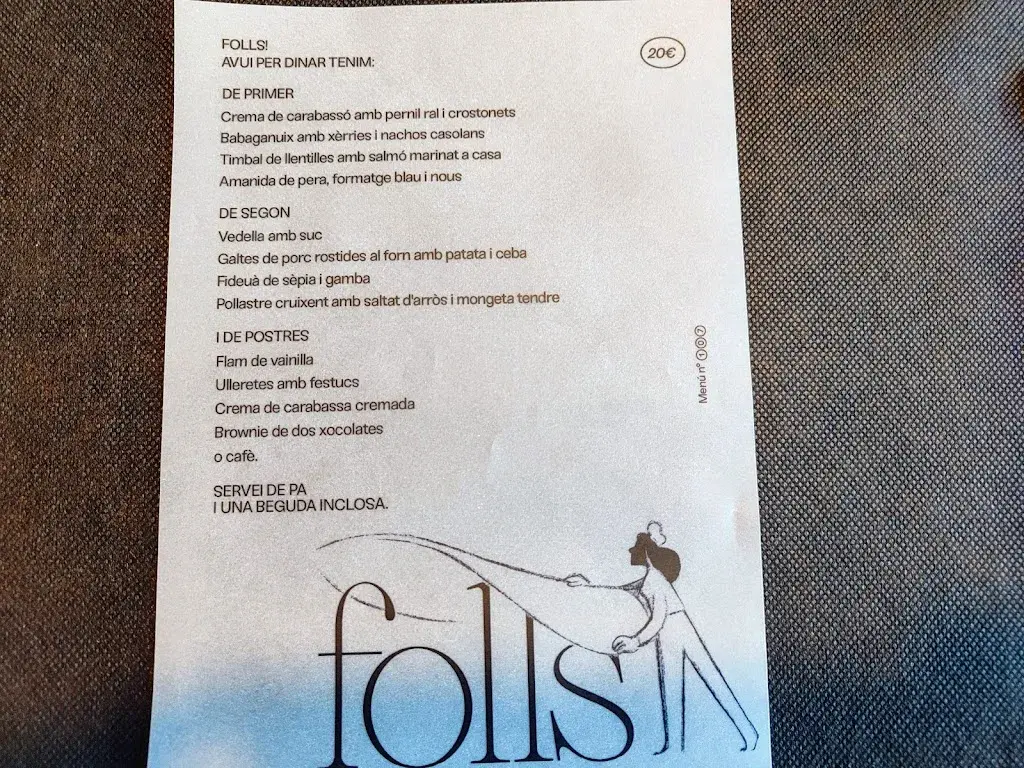 FOLLS!
AVUI PER DINAR TENIM:
20€
DE PRIMER
Crema de carabassó amb pernil ral i crostonets
Babaganuix amb xèrries i nachos casolans
Timbal de llentilles amb salmó marinat a casa
Amanida de pera, formatge blau i nous
DE SEGON
Vedella amb suc
Galtes de porc rostides al forn amb patata i ceba
Fideuà de sèpia i gamba
Pollastre cruixent amb saltat d'arròs i mongeta tendre
I DE POSTRES
Flam de vainilla
Ulleretes amb festucs
Crema de carabassa cremada
Brownie de dos xocolates
o cafè.
SERVEI DE PA
I UNA BEGUDA INCLOSA.
Menú nº ①⓪⑦
folls